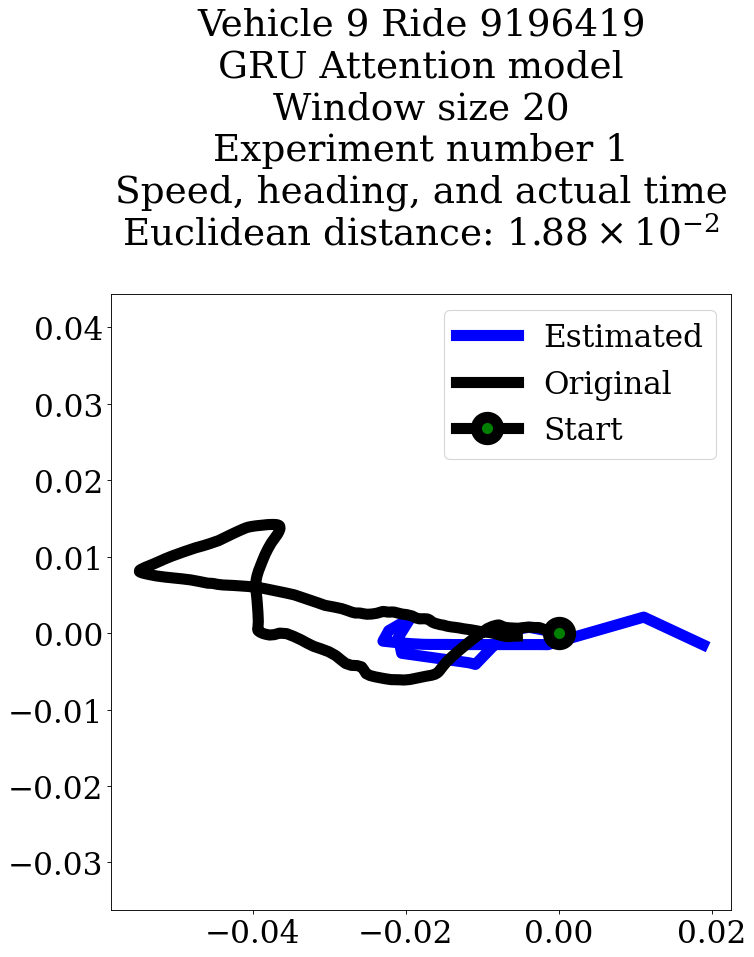 Vehicle 9 Ride 9196419
GRU Attention model
Window size 20
Experiment number 1
Speed, heading, and actual time
Euclidean distance: 1.88 × 10⁻²
Estimated
Original
Start
0.04
0.03
0.02
0.01
0.00
−0.01
−0.02
−0.03
−0.04 −0.02 0.00 0.02